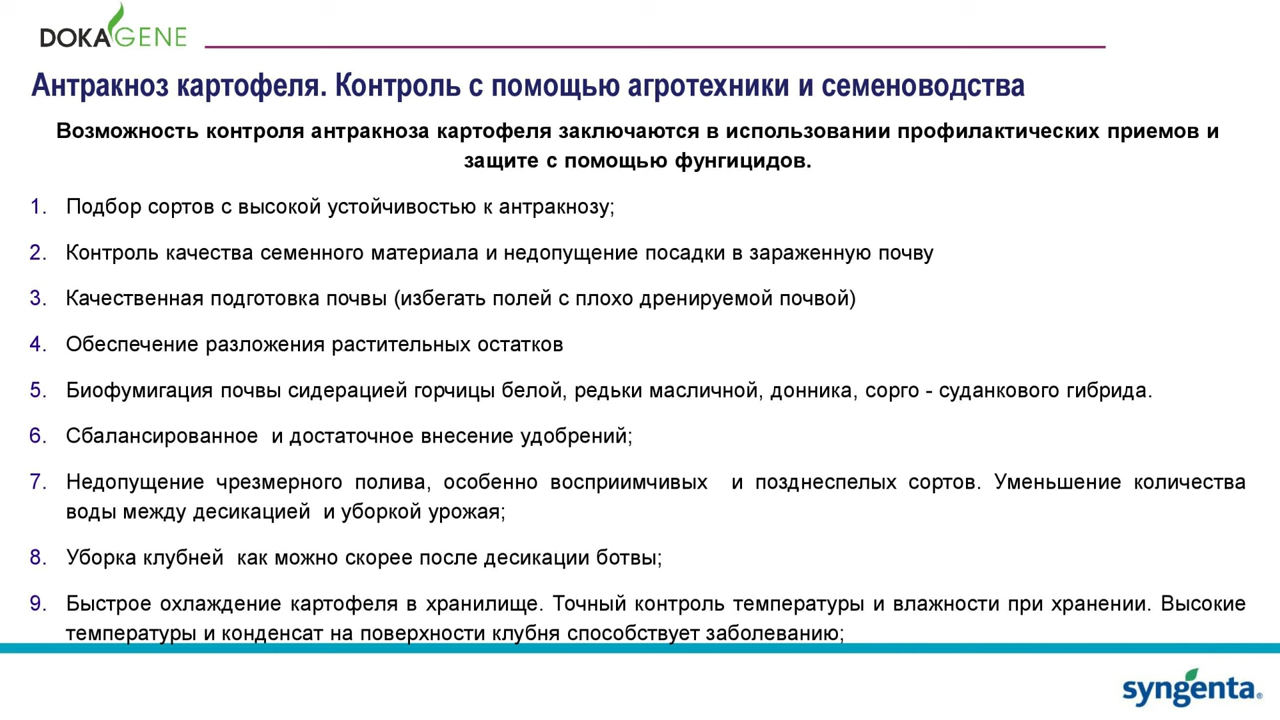 DOKAGENE
Антракноз картофеля. Контроль с помощью агротехники и семеноводства
Возможность контроля антракноза картофеля заключаются в использовании профилактических приемов и
защите с помощью фунгицидов.
1. Подбор сортов с высокой устойчивостью к антракнозу;
2. Контроль качества семенного материала и недопущение посадки в зараженную почву
3. Качественная подготовка почвы (избегать полей с плохо дренируемой почвой)
4. Обеспечение разложения растительных остатков
5. Биофумигация почвы сидерацией горчицы белой, редьки масличной, донника, сорго - суданкового гибрида.
6. Сбалансированное и достаточное внесение удобрений;
7. Недопущение чрезмерного полива, особенно восприимчивых и позднеспелых сортов. Уменьшение количества
воды между десикацией и уборкой урожая;
8. Уборка клубней как можно скорее после десикации ботвы;
9. Быстрое охлаждение картофеля в хранилище. Точный контроль температуры и влажности при хранении. Высокие
температуры и конденсат на поверхности клубня способствует заболеванию;
syngenta®